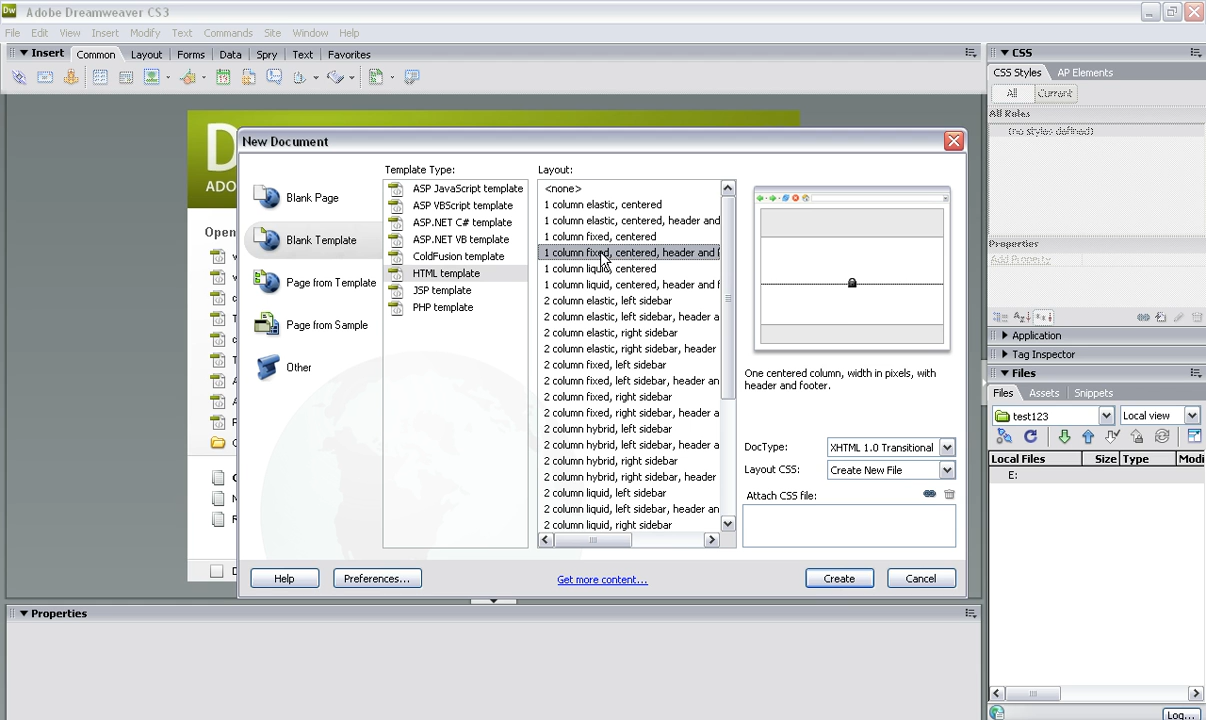 Dw Adobe Dreamweaver CS3
File Edit View Insert Modify Text Commands Site Window Help
Insert Common Layout Forms Data Spry Text Favorites
D
ADO
Open
New Document
Blank Page
Blank Template
Page from Template
Page from Sample
Other
Template Type:
ASP JavaScript template
ASP VBScript template
ASP.NET C# template
ASP.NET VB template
ColdFusion template
HTML template
JSP template
PHP template
Layout:
<none>
1 column elastic, centered
1 column elastic, centered, header and
1 column fixed, centered
1 column fixed, centered, header and f
1 column liquid, centered
1 column liquid, centered, header and f
2 column elastic, left sidebar
2 column elastic, left sidebar, header a
2 column elastic, right sidebar
2 column elastic, right sidebar, header
2 column fixed, left sidebar
2 column fixed, left sidebar, header an
2 column fixed, right sidebar
2 column fixed, right sidebar, header a
2 column hybrid, left sidebar
2 column hybrid, left sidebar, header a
2 column hybrid, right sidebar
2 column hybrid, right sidebar, header
2 column liquid, left sidebar
2 column liquid, left sidebar, header an
2 column liquid, right sidebar
One centered column, width in pixels, with
header and footer.
DocType: XHTML 1.0 Transitional
Layout CSS: Create New File
Attach CSS file:
Help Preferences... Get more content... Create Cancel
Properties
CSS
CSS Styles AP Elements
All Current
All Rules
(no styles defined)
Properties
Add Property
Application
Tag Inspector
Files
Files Assets Snippets
test123 Local view
Local Files Size Type Modi
E:
Log...